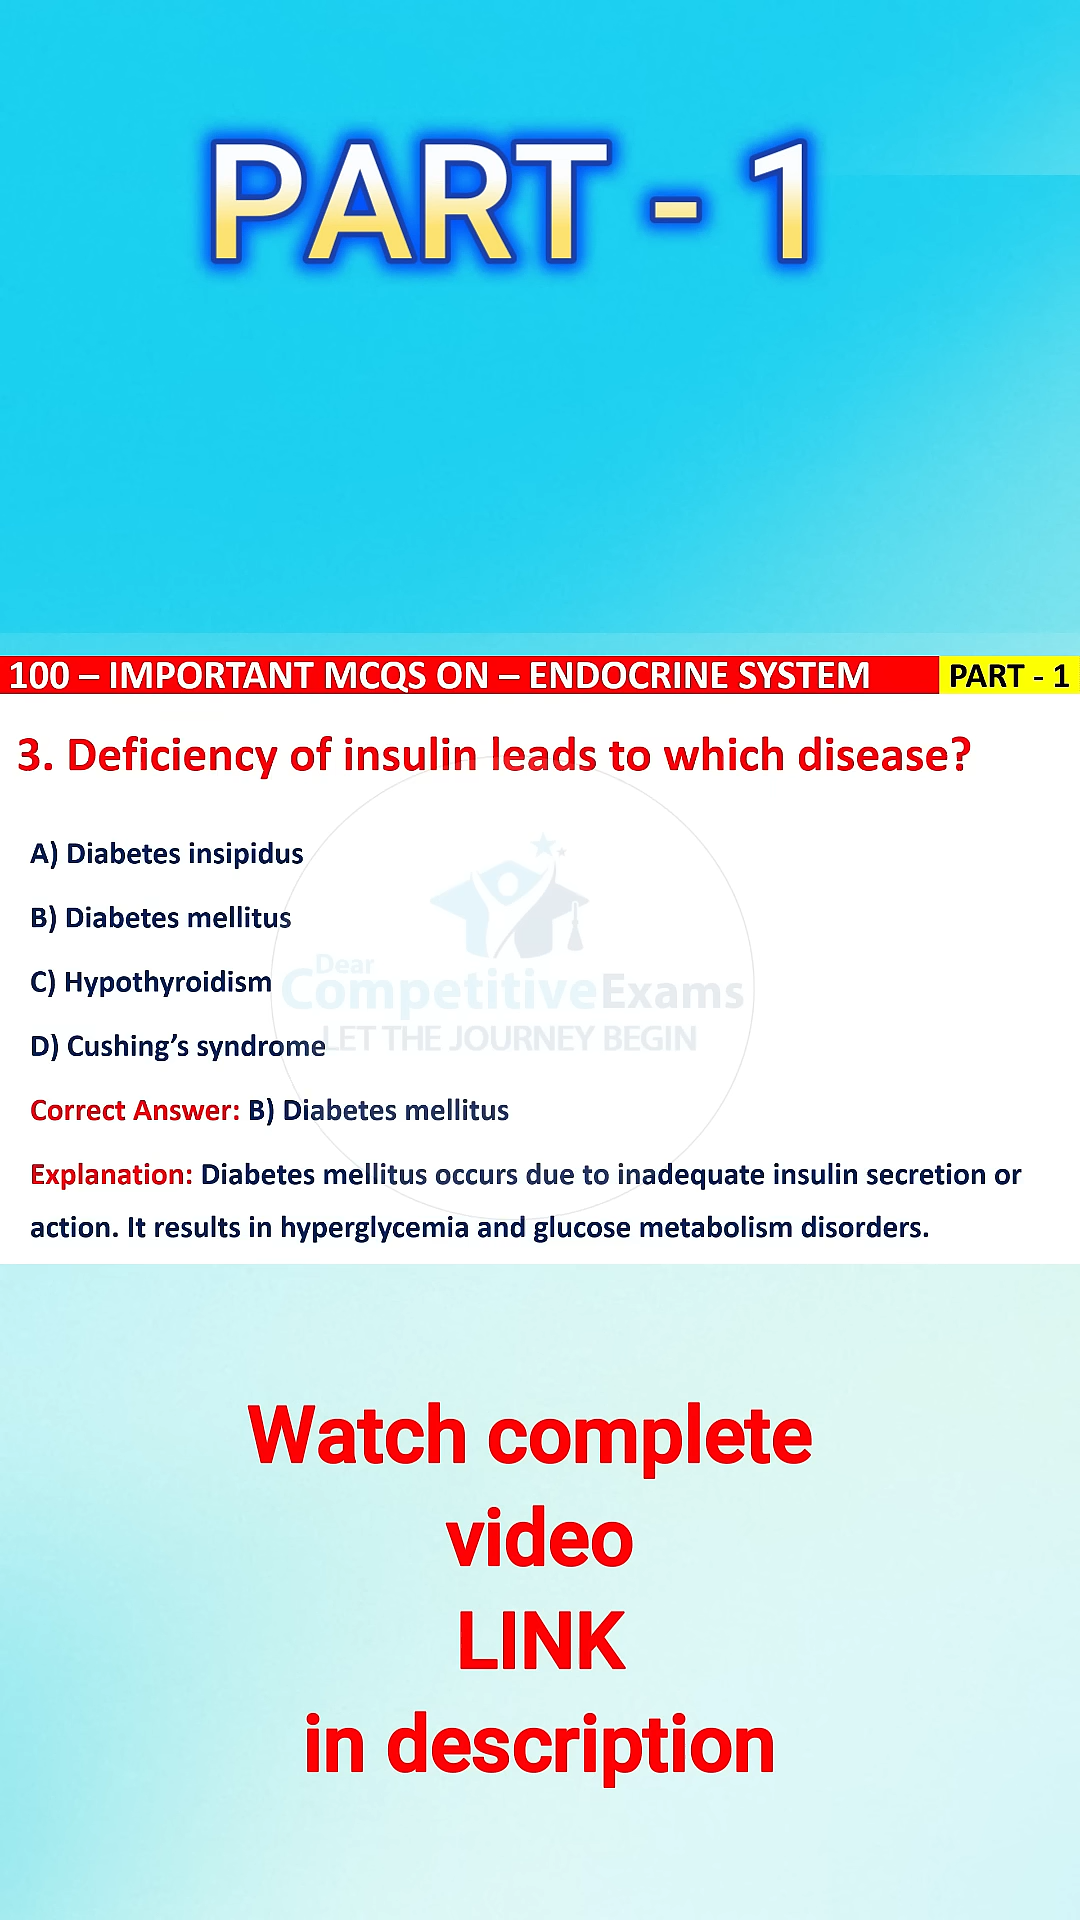 PART - 1
100 – IMPORTANT MCQS ON – ENDOCRINE SYSTEM
PART - 1
3. Deficiency of insulin leads to which disease?
A) Diabetes insipidus
B) Diabetes mellitus
C) Hypothyroidism
D) Cushing’s syndrome
Dear
CompetitiveExams
LET THE JOURNEY BEGIN
Correct Answer: B) Diabetes mellitus
Explanation: Diabetes mellitus occurs due to inadequate insulin secretion or
action. It results in hyperglycemia and glucose metabolism disorders.
Watch complete
video
LINK
in description